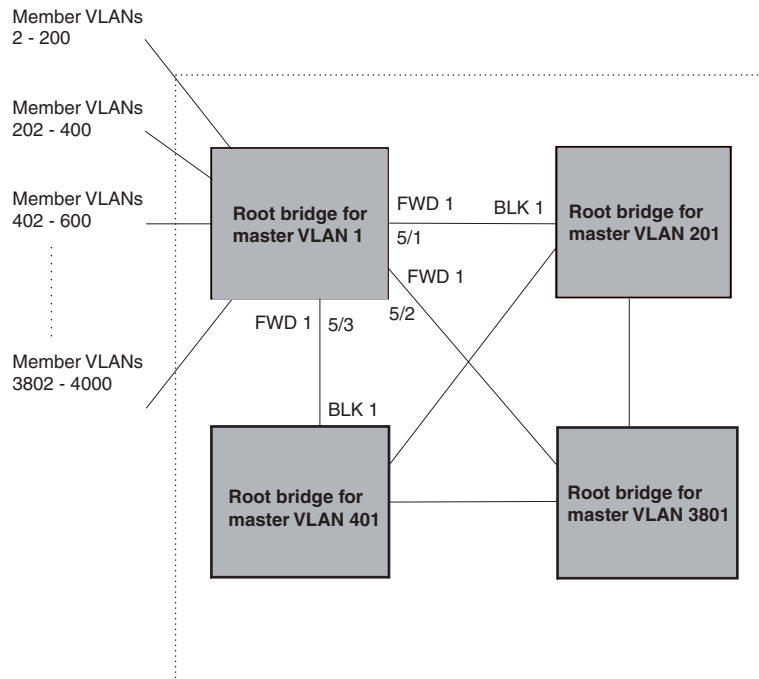 Member VLANs
2 - 200
Member VLANs
202 - 400
Member VLANs
402 - 600
Member VLANs
3802 - 4000
Root bridge for
master VLAN 1
FWD 1
BLK 1
5/1
Root bridge for
master VLAN 201
FWD 1
5/2
FWD 1
5/3
BLK 1
Root bridge for
master VLAN 401
Root bridge for
master VLAN 3801